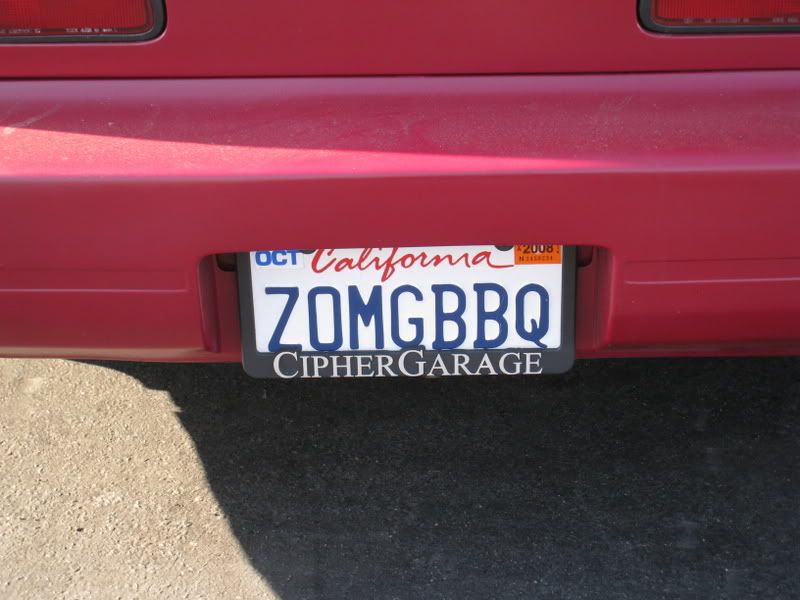 OCT California 2008
ZOMGBBQ
CIPHERGARAGE